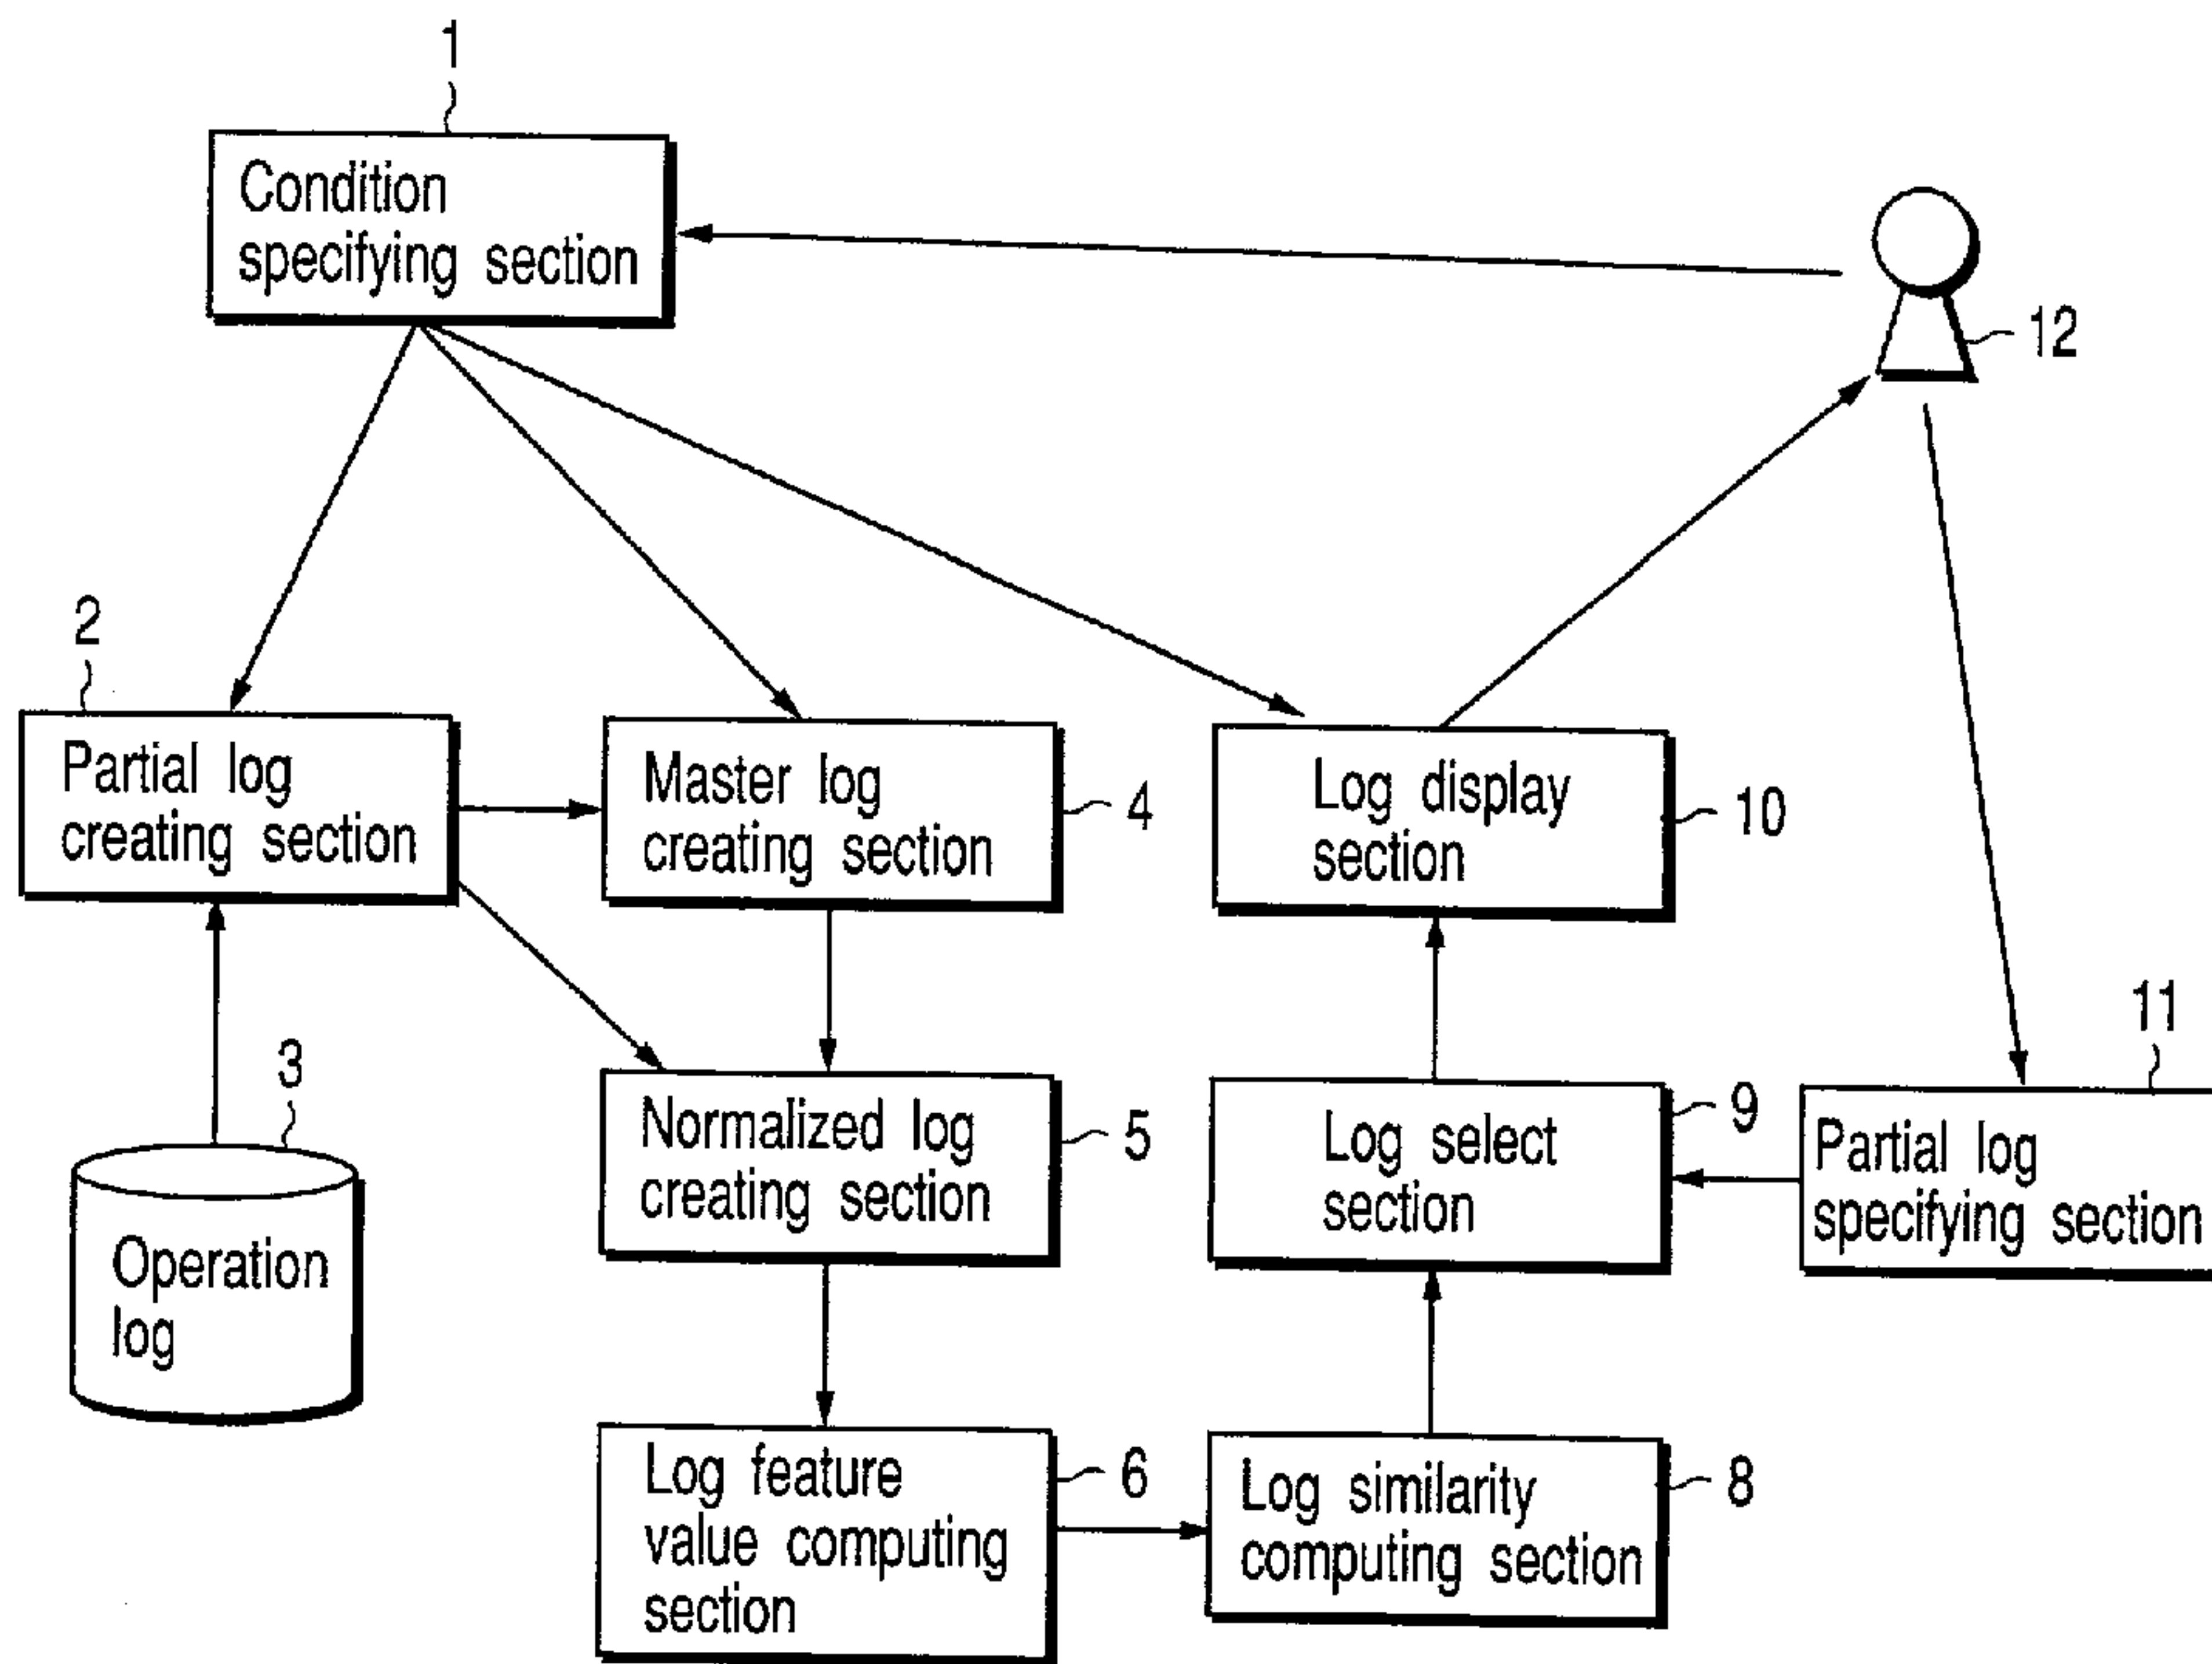 1
Condition
specifying section
12
2
Partial log
creating section
Master log
creating section
4
Log display
section
10
3
Operation
log
Normalized log
creating section
5
Log select
section
9
11
Partial log
specifying section
Log feature
value computing
section
6
Log similarity
computing section
8